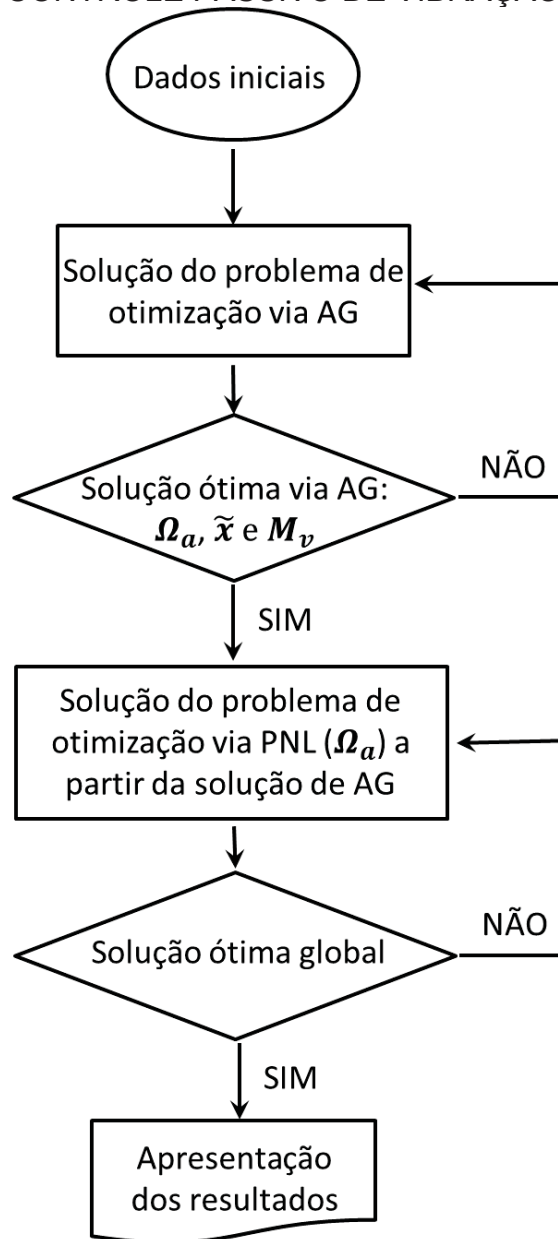 Dados iniciais
Solução do problema de
otimização via AG
Solução ótima via AG:
Ωₐ, x̃ e Mᵥ
NÃO
SIM
Solução do problema de
otimização via PNL (Ωₐ) a
partir da solução de AG
Solução ótima global
NÃO
SIM
Apresentação
dos resultados